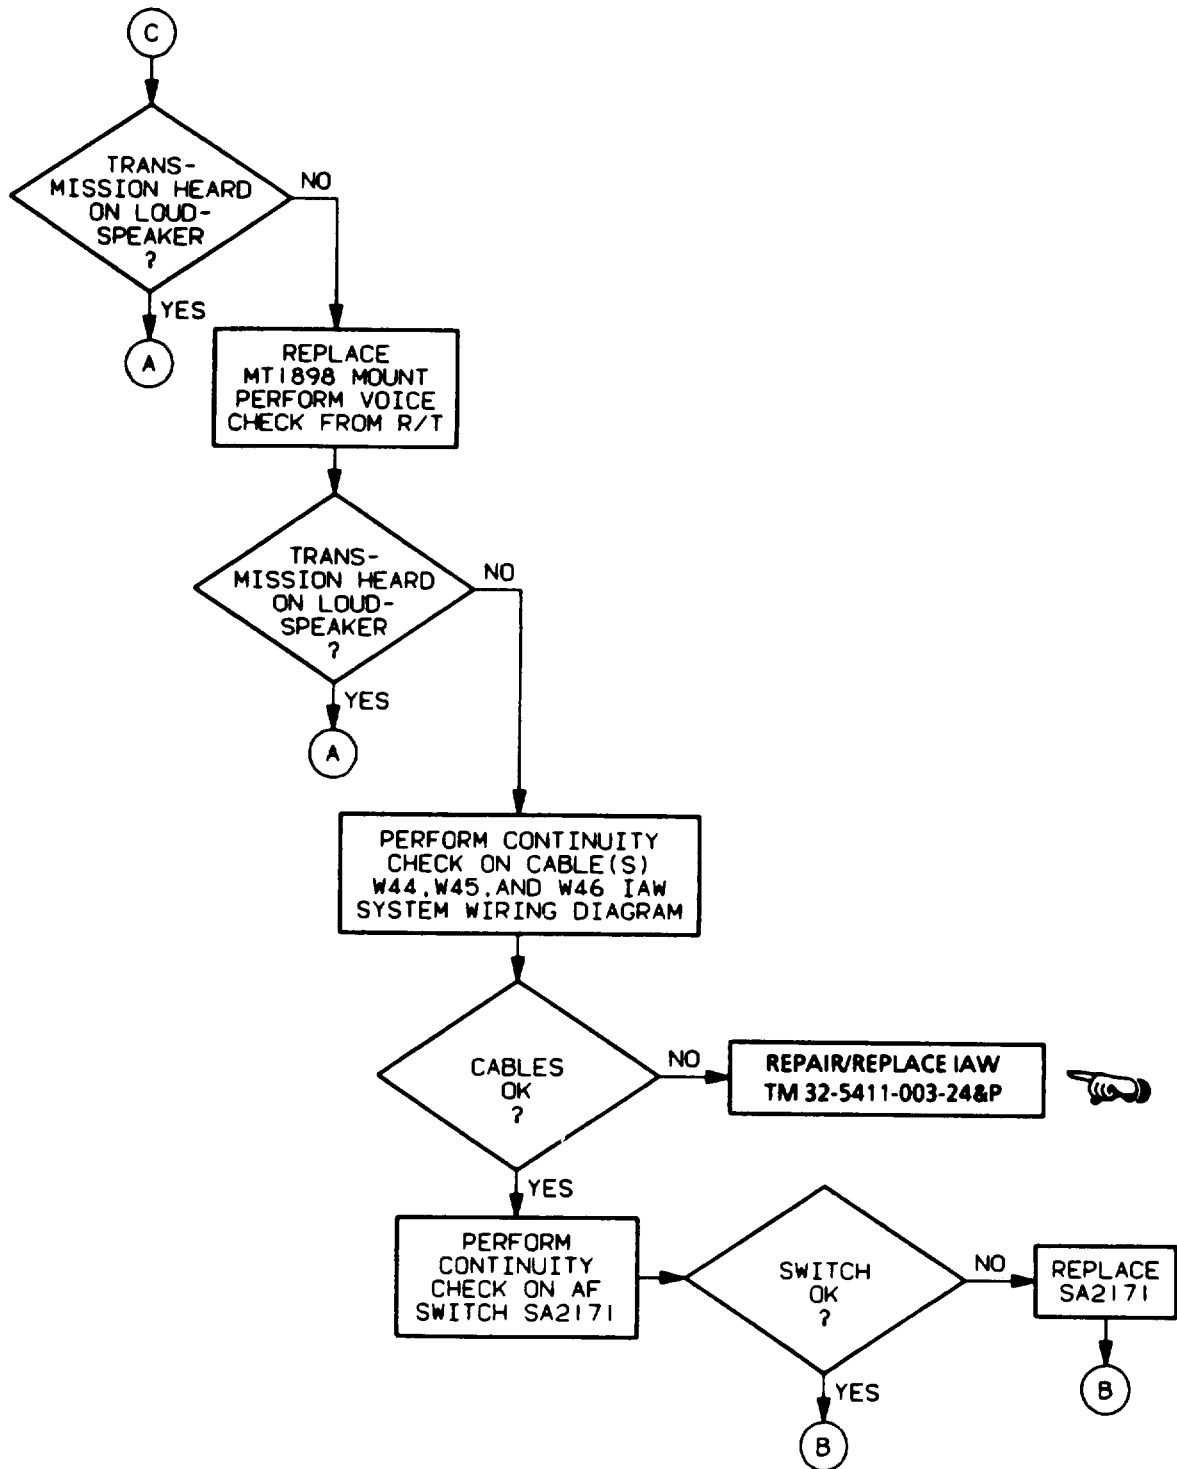 C
TRANS-
MISSION HEARD
ON LOUD-
SPEAKER
?
NO
YES
A
REPLACE
MT1898 MOUNT
PERFORM VOICE
CHECK FROM R/T
TRANS-
MISSION HEARD
ON LOUD-
SPEAKER
?
NO
YES
A
PERFORM CONTINUITY
CHECK ON CABLE(S)
W44,W45,AND W46 IAW
SYSTEM WIRING DIAGRAM
CABLES
OK
?
NO
REPAIR/REPLACE IAW
TM 32-5411-003-24&P
YES
PERFORM
CONTINUITY
CHECK ON AF
SWITCH SA2171
SWITCH
OK
?
NO
REPLACE
SA2171
B
YES
B